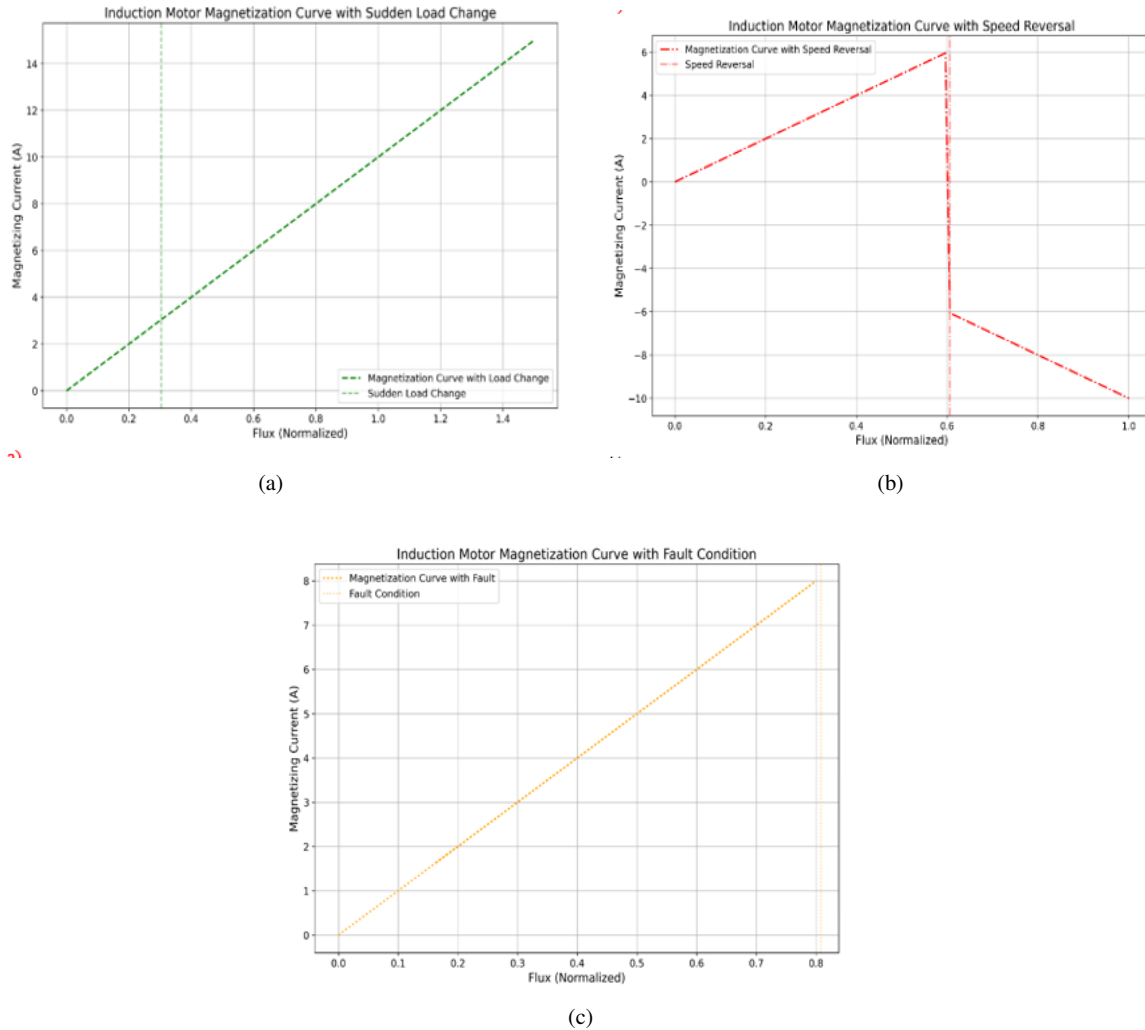 Induction Motor Magnetization Curve with Sudden Load Change
Magnetizing Current (A)
14
12
10
8
6
4
2
0
Magnetization Curve with Load Change
Sudden Load Change
0.0 0.2 0.4 0.6 0.8 1.0 1.2 1.4
Flux (Normalized)
(a)
Induction Motor Magnetization Curve with Speed Reversal
Magnetization Curve with Speed Reversal
Speed Reversal
Magnetizing Current (A)
6
4
2
0
−2
−4
−6
−8
−10
0.0 0.2 0.4 0.6 0.8 1.0
Flux (Normalized)
(b)
Induction Motor Magnetization Curve with Fault Condition
Magnetization Curve with Fault
Fault Condition
Magnetizing Current (A)
8
7
6
5
4
3
2
1
0
0.0 0.1 0.2 0.3 0.4 0.5 0.6 0.7 0.8
Flux (Normalized)
(c)